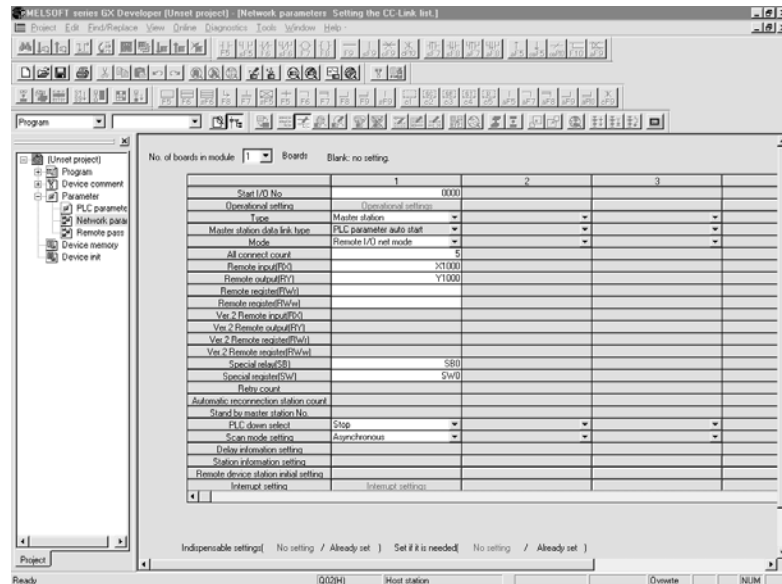 MELSOFT series GX Developer (Unset project) - [Network parameters Setting the CC-Link list.]
Project Edit Find/Replace View Online Diagnostics Tools Window Help
Program
(Unset project)
Program
Device comment
Parameter
PLC paramete
Network para
Remote pass
Device memory
Device init
Project
No. of boards in module 1 Boards Blank: no setting.
1 2 3
Start I/O No 0000
Operational setting Operational settings
Type Master station
Master station data link type PLC parameter auto start
Mode Remote I/O net mode
All connect count 5
Remote input(RX) X1000
Remote output(RY) Y1000
Remote register(RWr)
Remote register(RWw)
Ver.2 Remote input(RX)
Ver.2 Remote output(RY)
Ver.2 Remote register(RWr)
Ver.2 Remote register(RWw)
Special relay(SB) SB0
Special register(SW) SW0
Retry count
Automatic reconnection station count
Stand by master station No.
PLC down select Stop
Scan mode setting Asynchronous
Delay infomation setting
Station infomation setting
Remote device station initial setting
Interrupt setting Interrupt settings
Indispensable settings( No setting / Already set ) Set if it is needed( No setting / Already set )
Ready Q02(H) Host station Ovrwrte NUM